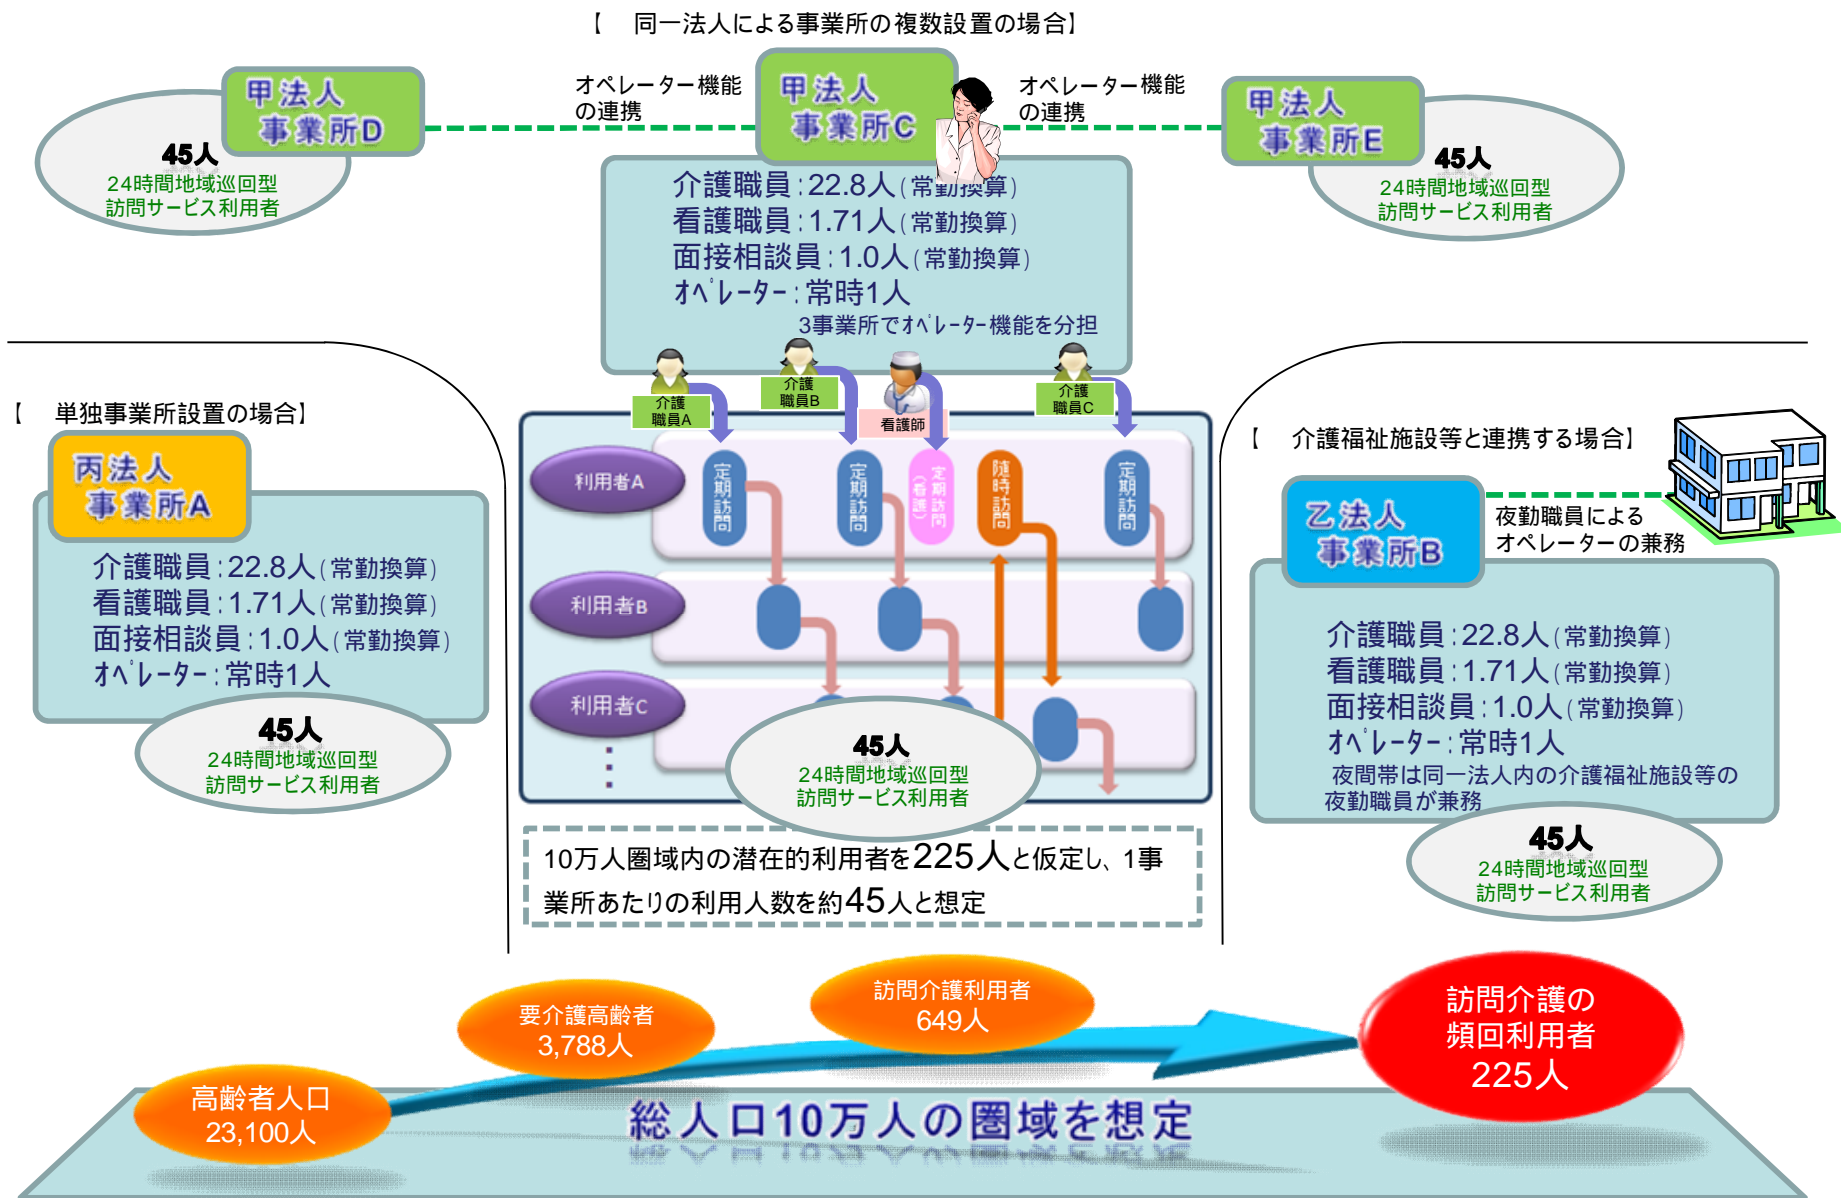 【　同一法人による事業所の複数設置の場合】
甲法人
事業所D
オペレーター機能
の連携
甲法人
事業所C
オペレーター機能
の連携
甲法人
事業所E
45人
24時間地域巡回型
訪問サービス利用者
45人
24時間地域巡回型
訪問サービス利用者
介護職員：22.8人（常勤換算）
看護職員：1.71人（常勤換算）
面接相談員：1.0人（常勤換算）
ｵﾍﾟﾚｰﾀｰ：常時1人
3事業所でｵﾍﾟﾚｰﾀｰ機能を分担
介護
職員A
介護
職員B
看護師
介護
職員C
利用者A
定期訪問
定期訪問
定期訪問
（看護）
随時訪問
定期訪問
利用者B
利用者C
45人
24時間地域巡回型
訪問サービス利用者
10万人圏域内の潜在的利用者を225人と仮定し、1事
業所あたりの利用人数を約45人と想定
【　単独事業所設置の場合】
丙法人
事業所A
介護職員：22.8人（常勤換算）
看護職員：1.71人（常勤換算）
面接相談員：1.0人（常勤換算）
ｵﾍﾟﾚｰﾀｰ：常時1人
45人
24時間地域巡回型
訪問サービス利用者
【　介護福祉施設等と連携する場合】
乙法人
事業所B
夜勤職員による
オペレーターの兼務
介護職員：22.8人（常勤換算）
看護職員：1.71人（常勤換算）
面接相談員：1.0人（常勤換算）
ｵﾍﾟﾚｰﾀｰ：常時1人
夜間帯は同一法人内の介護福祉施設等の
夜勤職員が兼務
45人
24時間地域巡回型
訪問サービス利用者
高齢者人口
23,100人
要介護高齢者
3,788人
訪問介護利用者
649人
訪問介護の
頻回利用者
225人
総人口10万人の圏域を想定